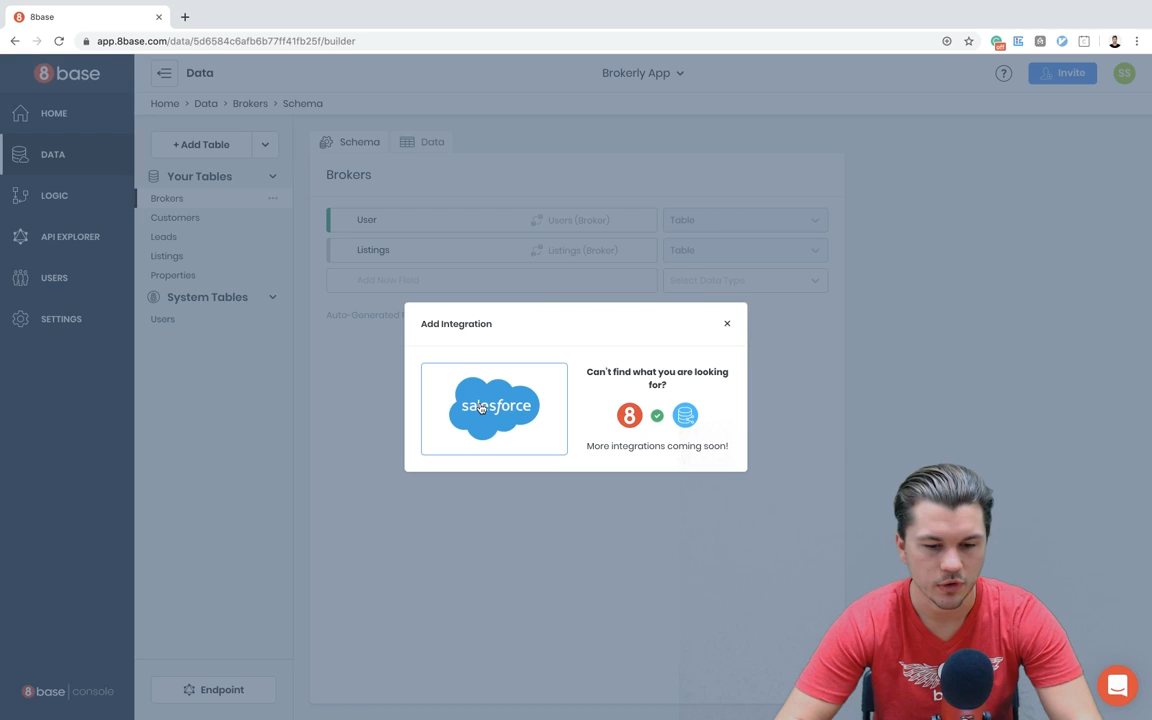 8base
app.8base.com/data/5d6584c6afb6b77ff41fb25f/builder
off
8base
Data
Brokerly App
?
Invite
SS
Home > Data > Brokers > Schema
HOME
DATA
LOGIC
API EXPLORER
USERS
SETTINGS
+ Add Table
Your Tables
Brokers
Customers
Leads
Listings
Properties
System Tables
Users
Schema
Data
Brokers
User
Users (Broker)
Table
Listings
Listings (Broker)
Table
Add New Field
Select Data Type
Auto-Generated
Add Integration
salesforce
Can't find what you are looking
for?
8
More integrations coming soon!
Endpoint
8base | console